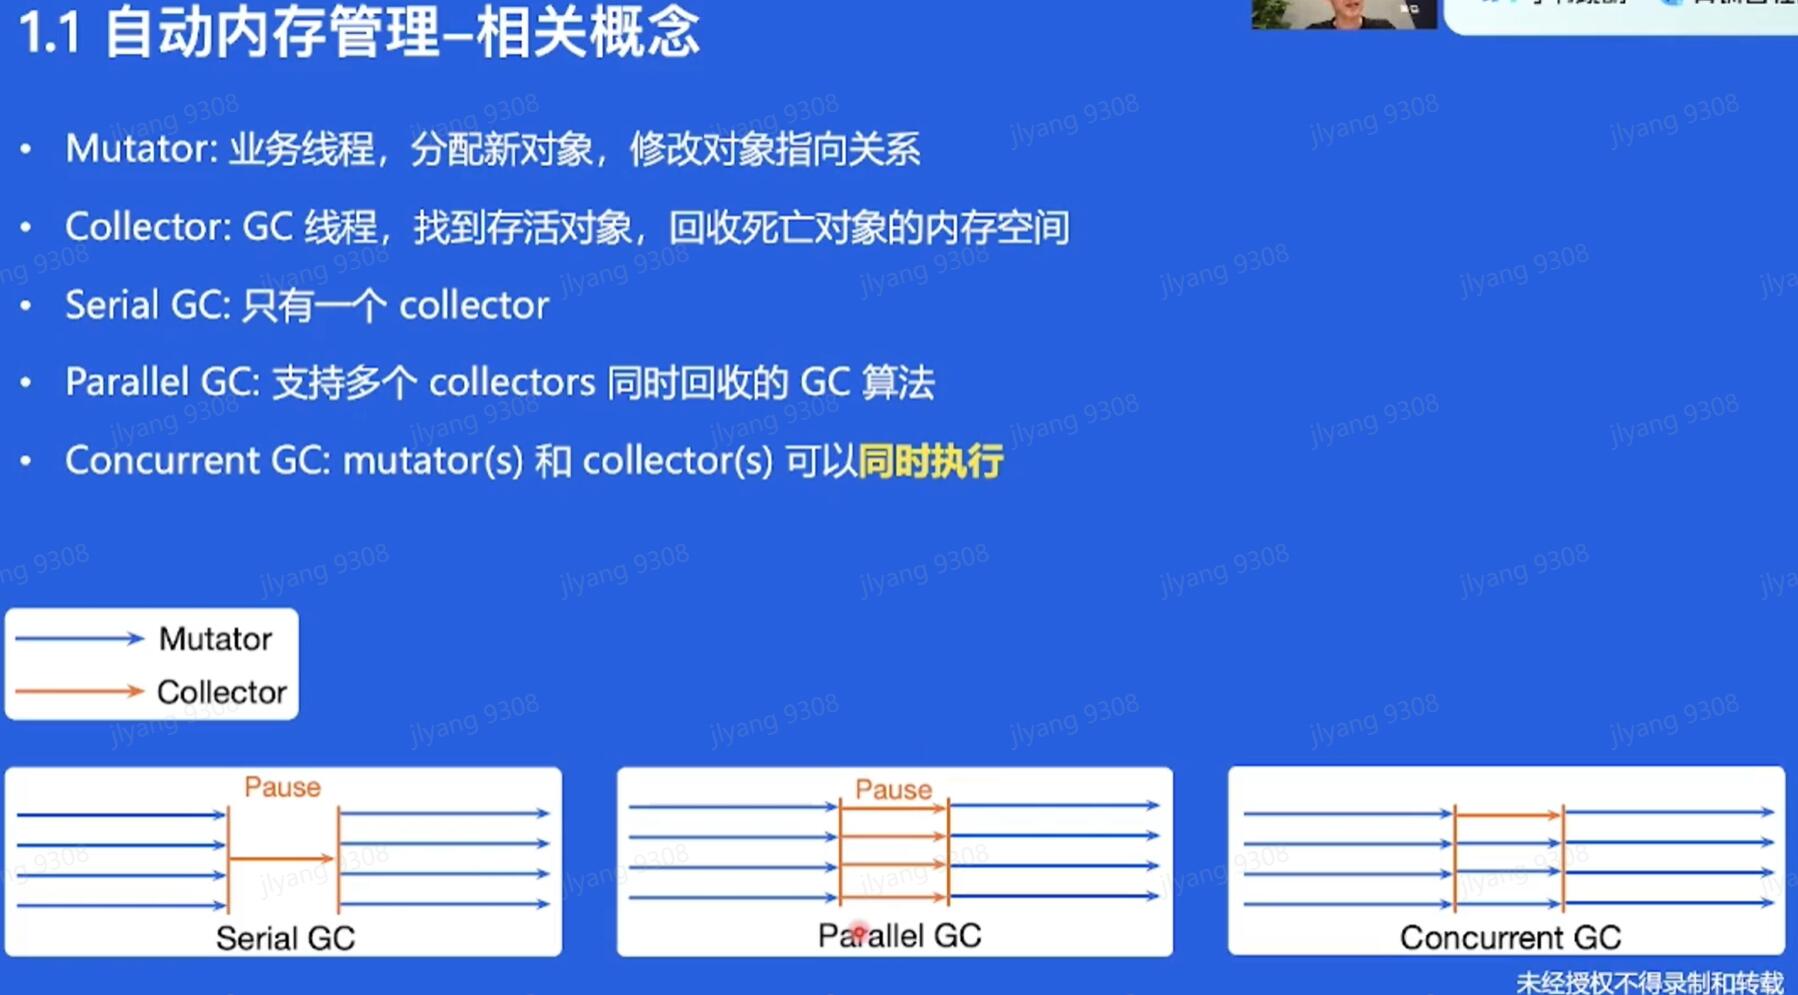 1.1 自动内存管理–相关概念
• Mutator: 业务线程，分配新对象，修改对象指向关系
• Collector: GC 线程，找到存活对象，回收死亡对象的内存空间
• Serial GC: 只有一个 collector
• Parallel GC: 支持多个 collectors 同时回收的 GC 算法
• Concurrent GC: mutator(s) 和 collector(s) 可以同时执行
jlyang 9308
Mutator
Collector
Pause
Serial GC
Pause
Parallel GC
Concurrent GC
未经授权不得录制和转载